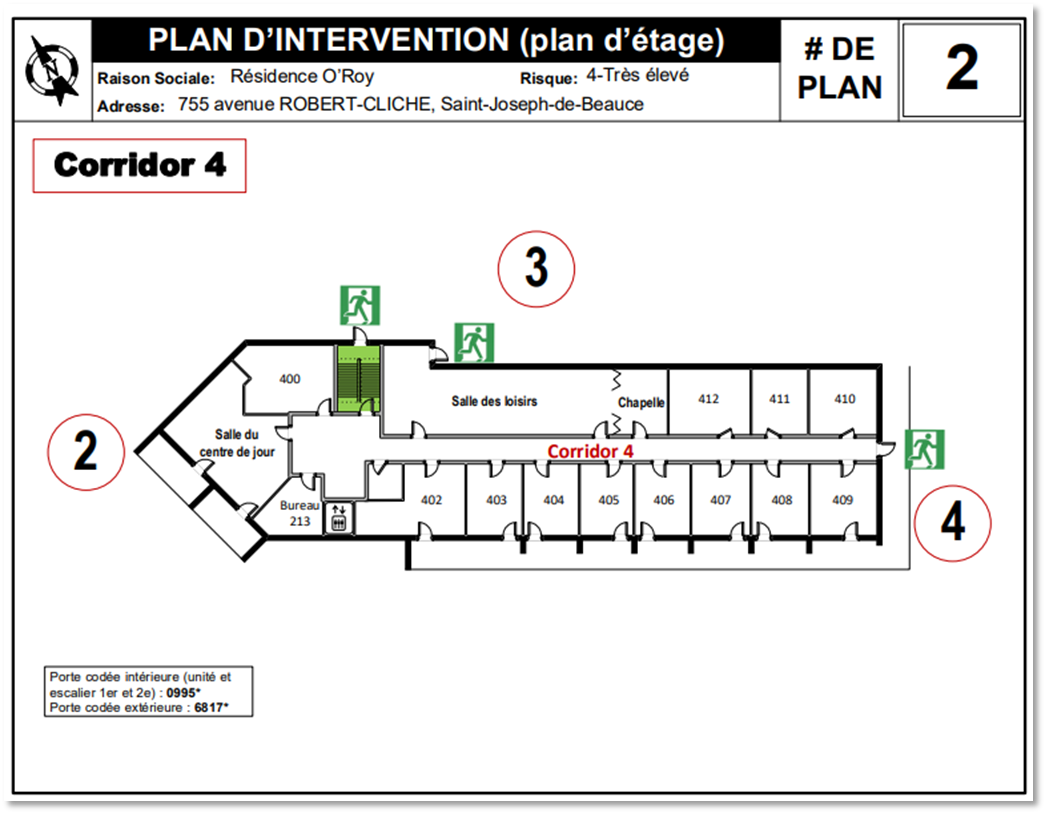 N
PLAN D'INTERVENTION (plan d'étage)
Raison Sociale: Résidence O'Roy
Risque: 4-Très élevé
Adresse: 755 avenue ROBERT-CLICHE, Saint-Joseph-de-Beauce
# DE
PLAN
2
Corridor 4
3
400
Salle des loisirs
Chapelle
412
411
410
2
Salle du
centre de jour
Corridor 4
Bureau
213
402
403
404
405
406
407
408
409
4
Porte codée intérieure (unité et
escalier 1er et 2e) : 0995*
Porte codée extérieure : 6817*